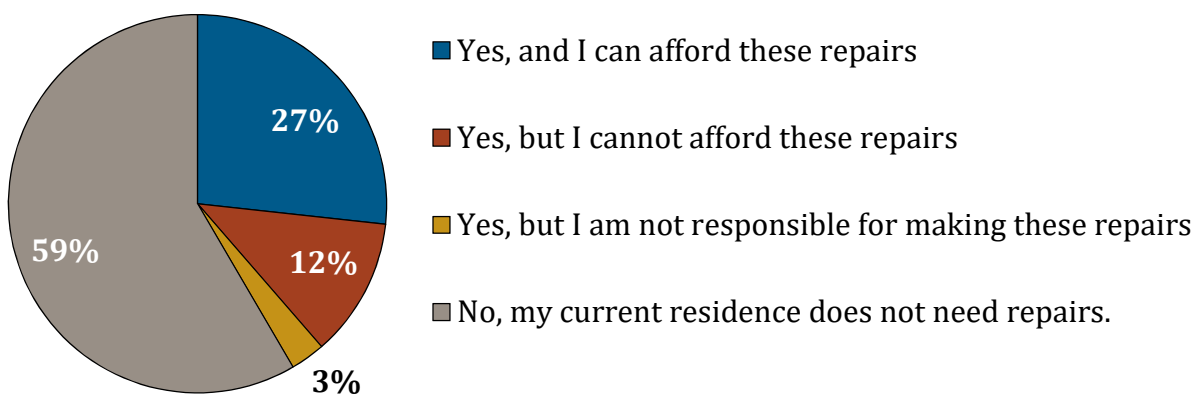 Yes, and I can afford these repairs
27%
Yes, but I cannot afford these repairs
Yes, but I am not responsible for making these repairs
59%
12%
No, my current residence does not need repairs.
3%